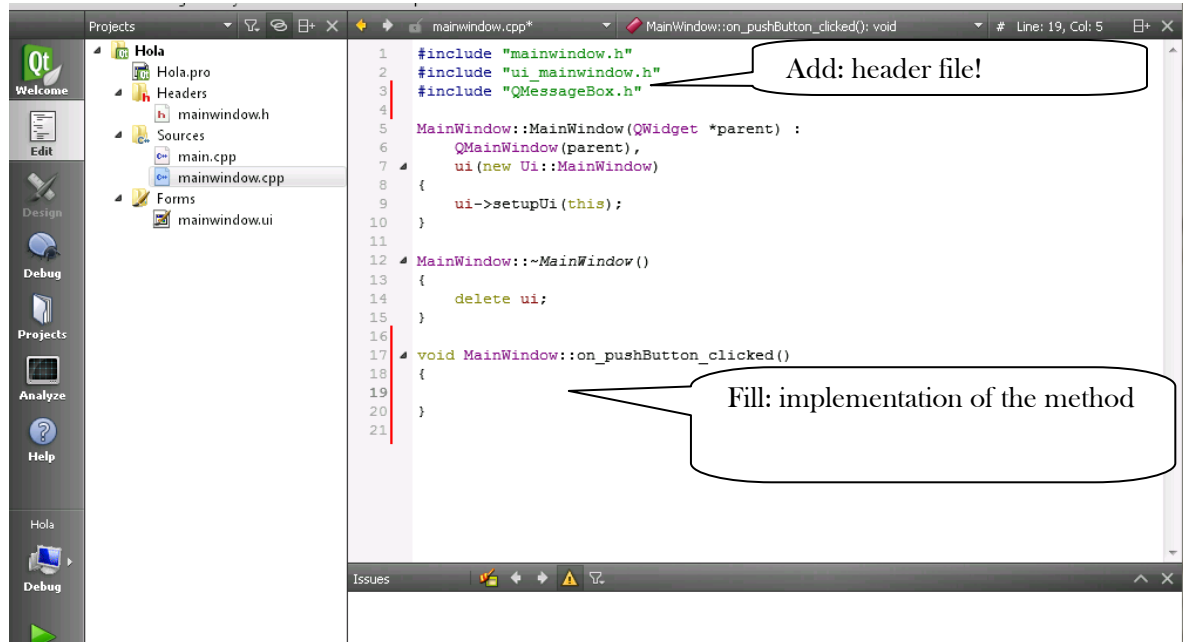 Projects
mainwindow.cpp*
MainWindow::on_pushButton_clicked(): void
# Line: 19, Col: 5
Qt
Welcome
Edit
Design
Debug
Projects
Analyze
Help
Hola
Debug
Hola
Hola.pro
Headers
mainwindow.h
Sources
main.cpp
mainwindow.cpp
Forms
mainwindow.ui
1 #include "mainwindow.h"
2 #include "ui_mainwindow.h"
3 #include "QMessageBox.h"
4
5 MainWindow::MainWindow(QWidget *parent) :
6 QMainWindow(parent),
7 ui(new Ui::MainWindow)
8 {
9 ui->setupUi(this);
10 }
11
12 MainWindow::~MainWindow()
13 {
14 delete ui;
15 }
16
17 void MainWindow::on_pushButton_clicked()
18 {
19
20 }
21
Add: header file!
Fill: implementation of the method
Issues